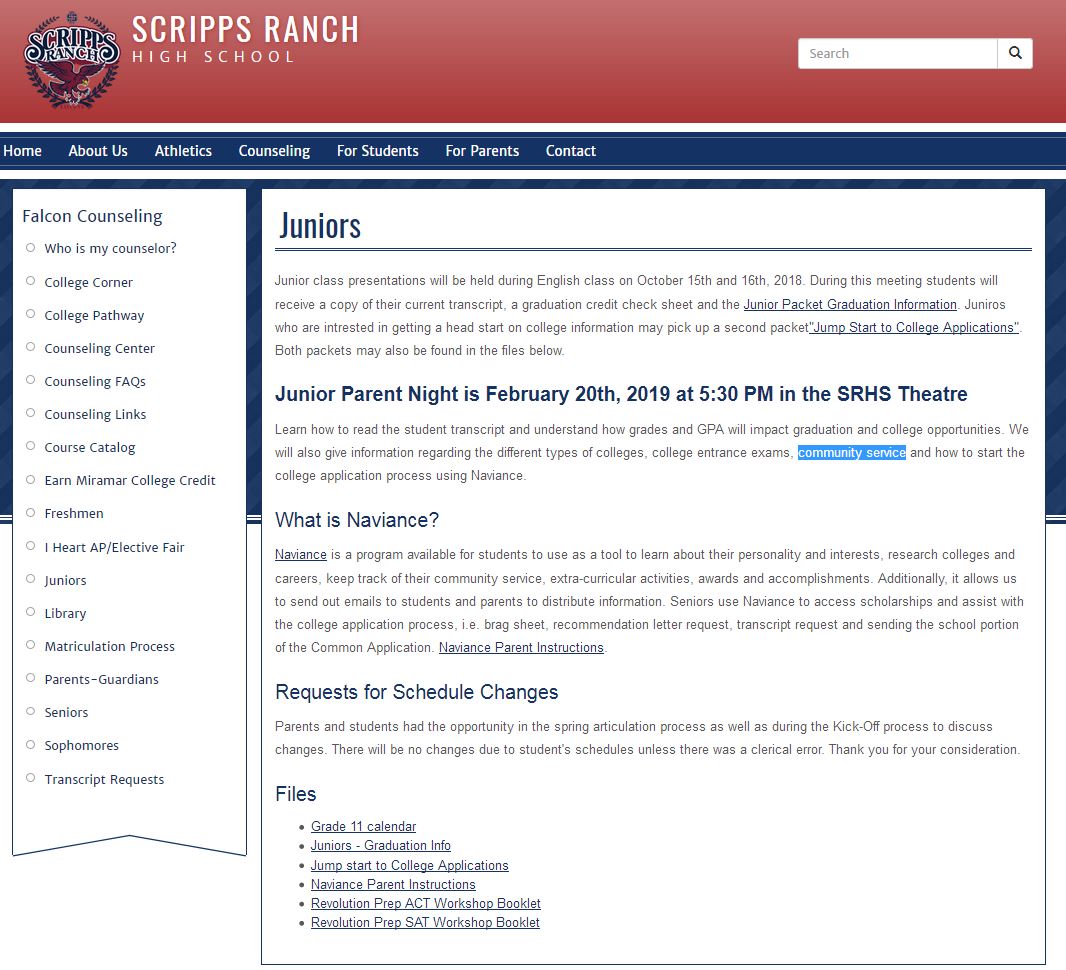 SCRIPPS RANCH
SCRIPPS RANCH
HIGH SCHOOL
Search
Home About Us Athletics Counseling For Students For Parents Contact
Falcon Counseling
Who is my counselor?
College Corner
College Pathway
Counseling Center
Counseling FAQs
Counseling Links
Course Catalog
Earn Miramar College Credit
Freshmen
I Heart AP/Elective Fair
Juniors
Library
Matriculation Process
Parents-Guardians
Seniors
Sophomores
Transcript Requests
Juniors
Junior class presentations will be held during English class on October 15th and 16th, 2018. During this meeting students will
receive a copy of their current transcript, a graduation credit check sheet and the Junior Packet Graduation Information. Juniros
who are intrested in getting a head start on college information may pick up a second packet"Jump Start to College Applications".
Both packets may also be found in the files below.
Junior Parent Night is February 20th, 2019 at 5:30 PM in the SRHS Theatre
Learn how to read the student transcript and understand how grades and GPA will impact graduation and college opportunities. We
will also give information regarding the different types of colleges, college entrance exams, community service and how to start the
college application process using Naviance.
What is Naviance?
Naviance is a program available for students to use as a tool to learn about their personality and interests, research colleges and
careers, keep track of their community service, extra-curricular activities, awards and accomplishments. Additionally, it allows us
to send out emails to students and parents to distribute information. Seniors use Naviance to access scholarships and assist with
the college application process, i.e. brag sheet, recommendation letter request, transcript request and sending the school portion
of the Common Application. Naviance Parent Instructions.
Requests for Schedule Changes
Parents and students had the opportunity in the spring articulation process as well as during the Kick-Off process to discuss
changes. There will be no changes due to student's schedules unless there was a clerical error. Thank you for your consideration.
Files
Grade 11 calendar
Juniors - Graduation Info
Jump start to College Applications
Naviance Parent Instructions
Revolution Prep ACT Workshop Booklet
Revolution Prep SAT Workshop Booklet